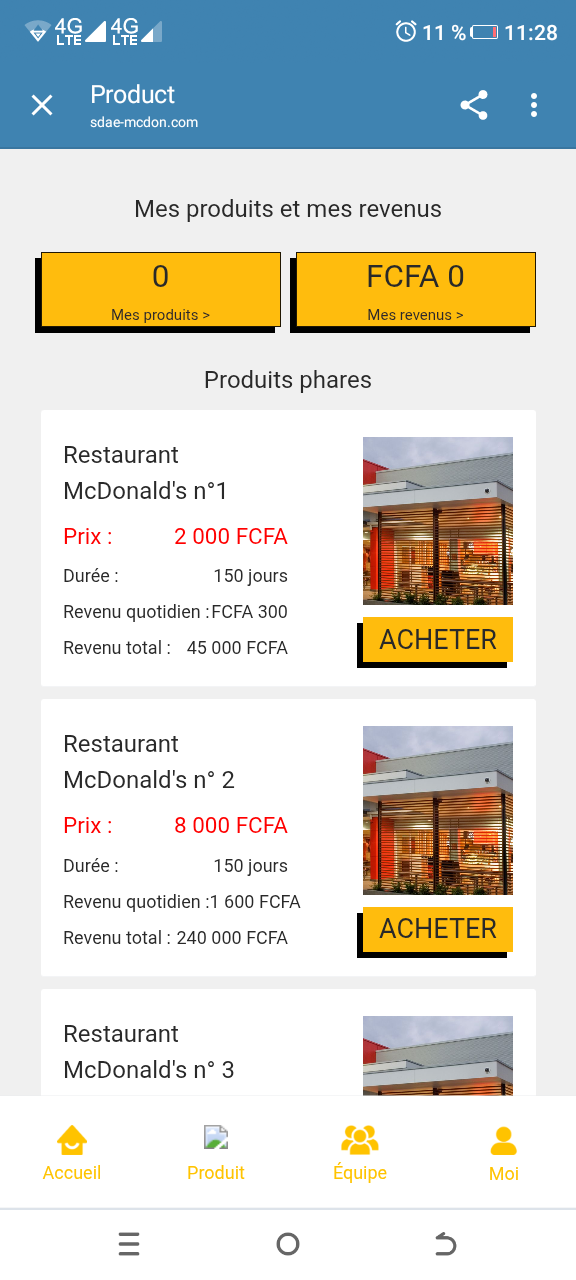 4G LTE 4G LTE 11 % 11:28
Product
sdae-mcdon.com
Mes produits et mes revenus
0 FCFA 0
Mes produits > Mes revenus >
Produits phares
Restaurant
McDonald's n°1
Prix : 2 000 FCFA
Durée : 150 jours
Revenu quotidien : FCFA 300
Revenu total : 45 000 FCFA
ACHETER
Restaurant
McDonald's n° 2
Prix : 8 000 FCFA
Durée : 150 jours
Revenu quotidien : 1 600 FCFA
Revenu total : 240 000 FCFA
ACHETER
Restaurant
McDonald's n° 3
Accueil Produit Équipe Moi